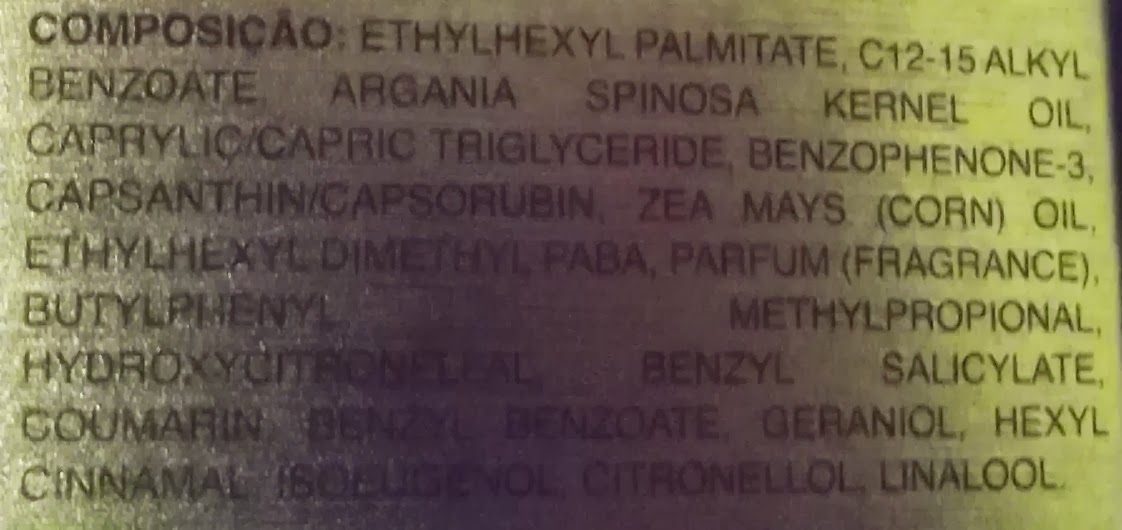 COMPOSIÇÃO: ETHYLHEXYL PALMITATE, C12-15 ALKYL
BENZOATE, ARGANIA SPINOSA KERNEL OIL,
CAPRYLIC/CAPRIC TRIGLYCERIDE, BENZOPHENONE-3,
CAPSANTHIN/CAPSORUBIN, ZEA MAYS (CORN) OIL,
ETHYLHEXYL DIMETHYL PABA, PARFUM (FRAGRANCE),
BUTYLPHENYL METHYLPROPIONAL,
HYDROXYCITRONELLAL, BENZYL SALICYLATE,
COUMARIN, BENZYL BENZOATE, GERANIOL, HEXYL
CINNAMAL, ISOEUGENOL, CITRONELLOL, LINALOOL.